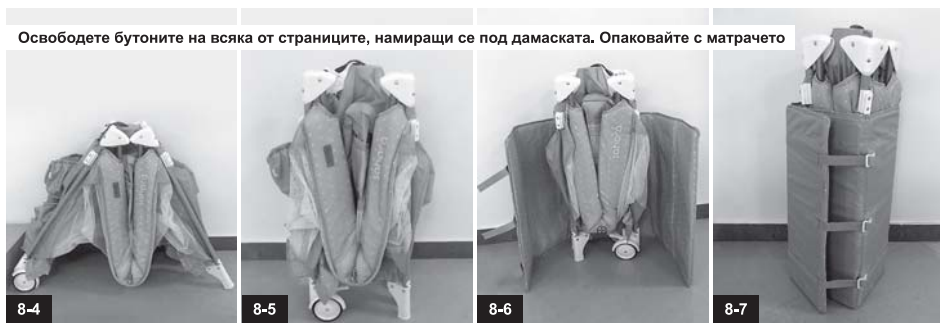 Освободете бутоните на всяка от страниците, намиращи се под дамаската. Опаковайте с матрачето
8-4
8-5
8-6
8-7